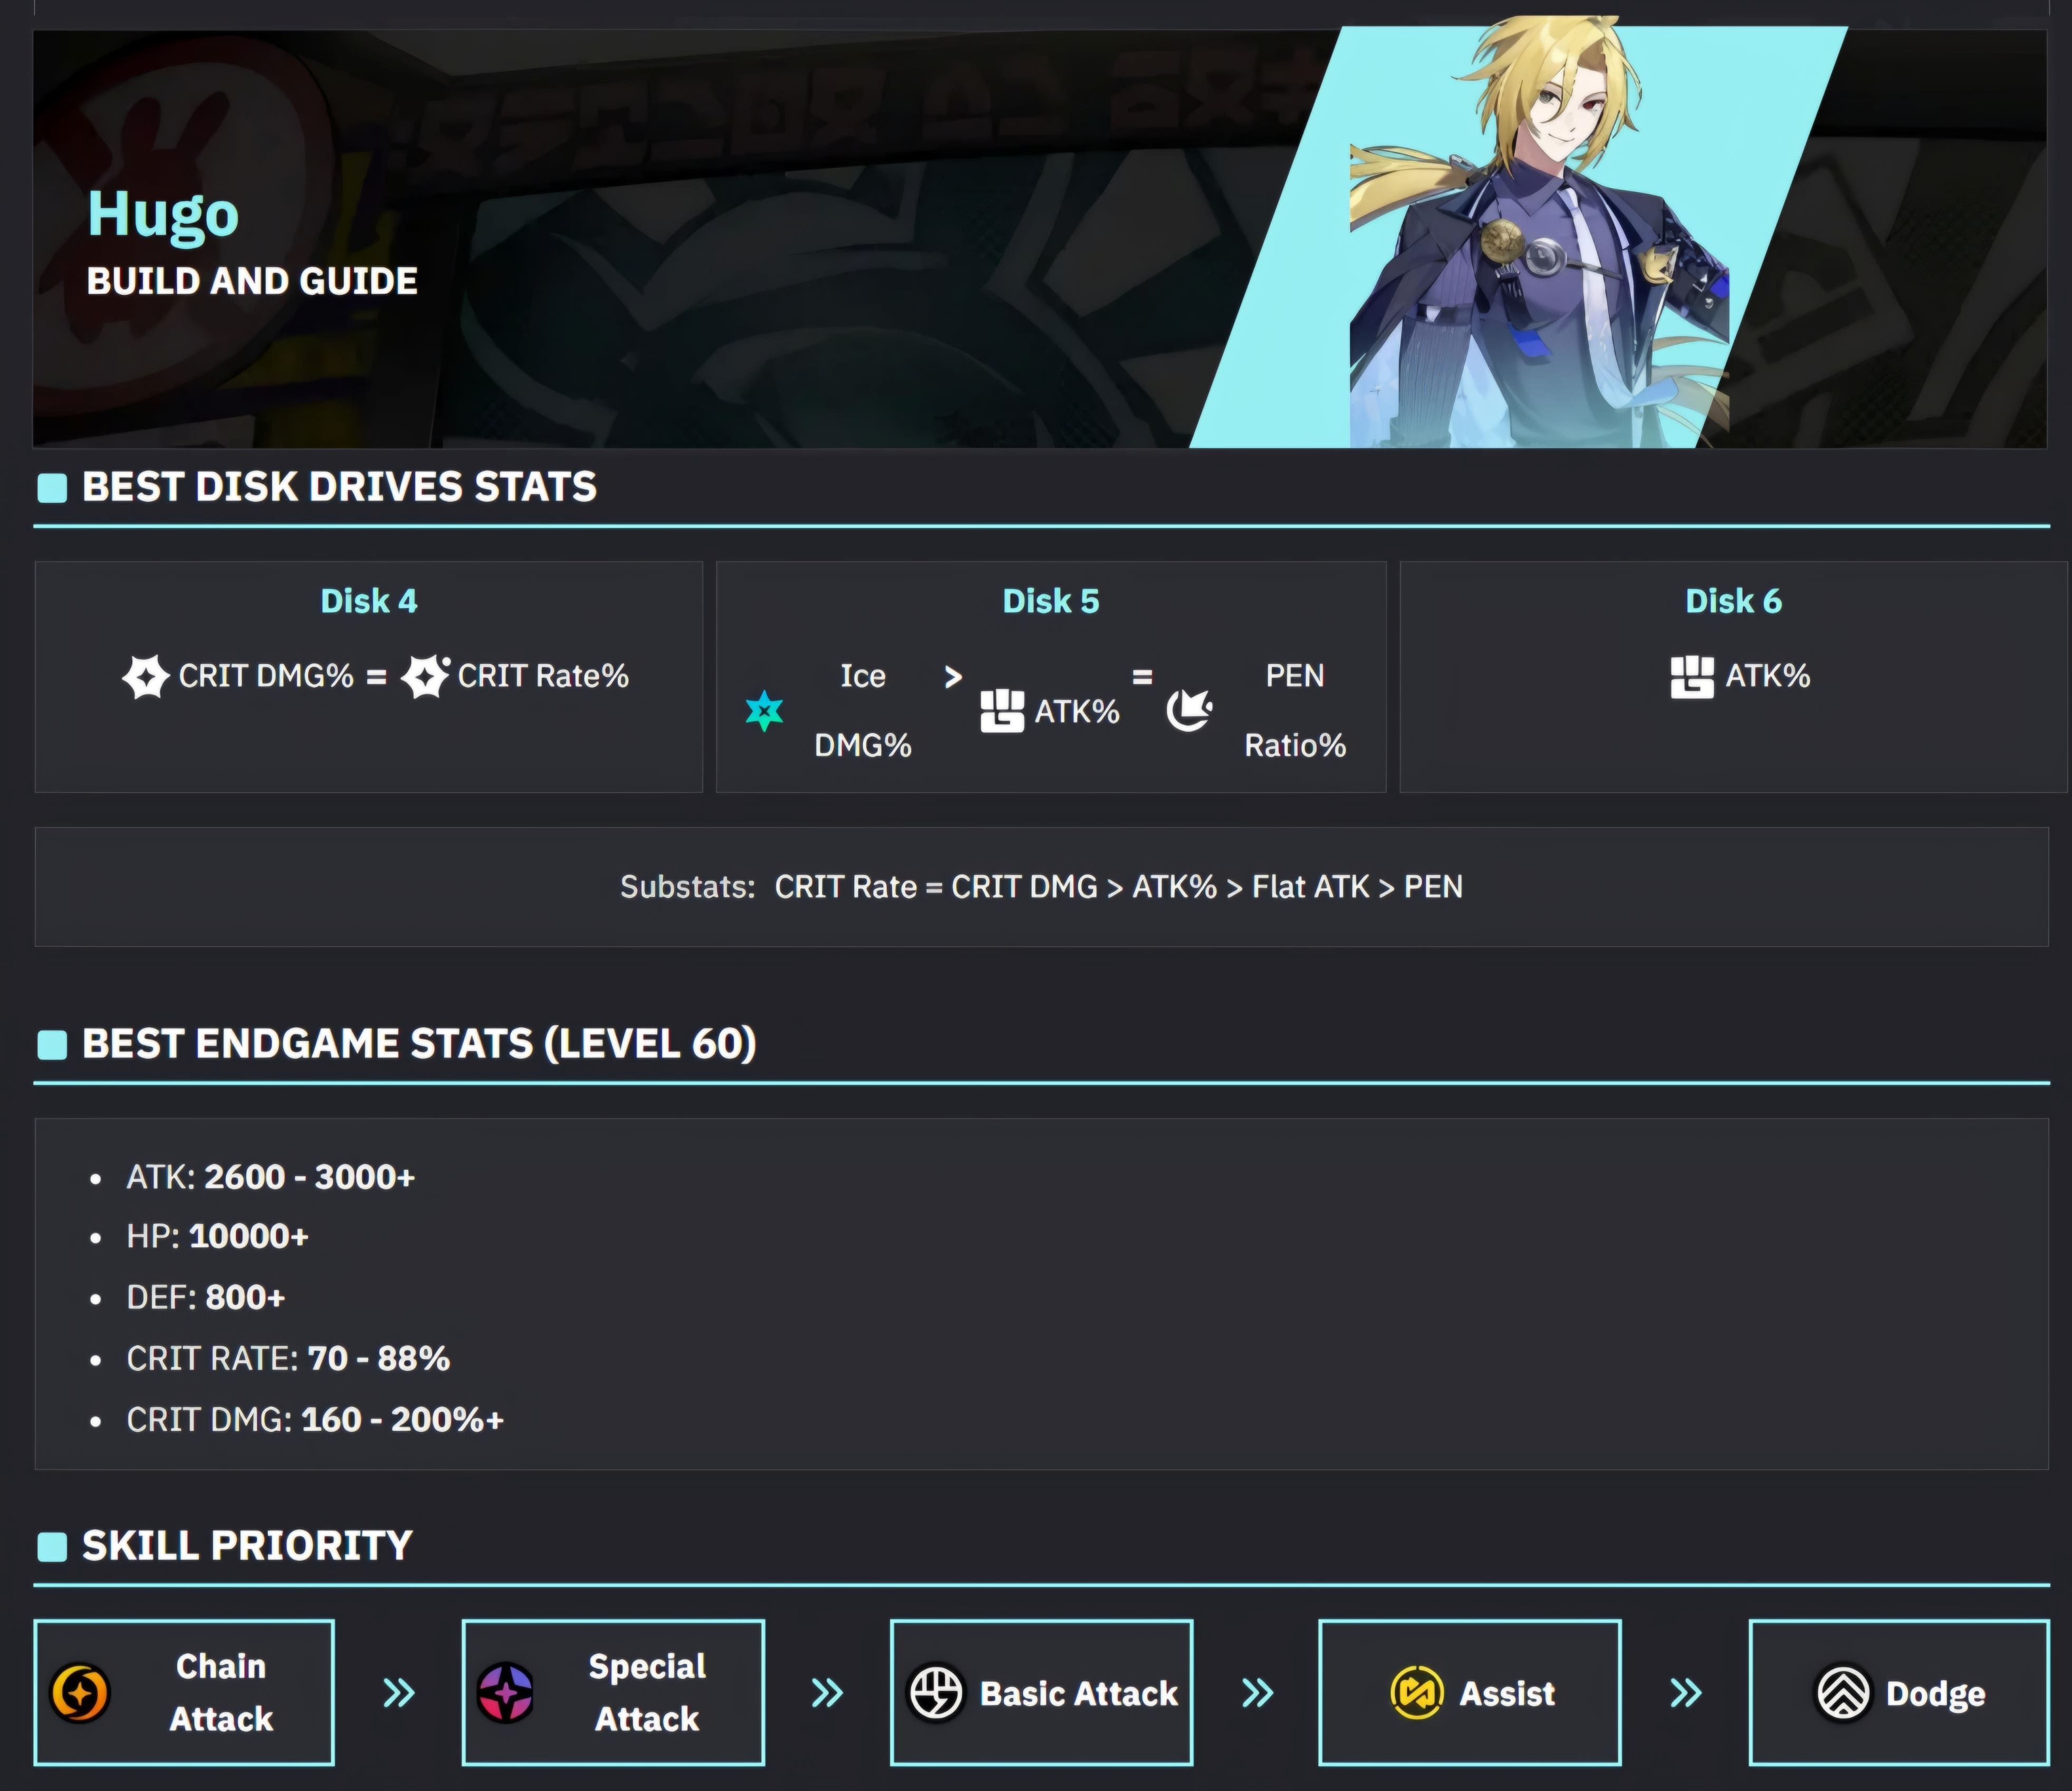 Hugo
BUILD AND GUIDE
BEST DISK DRIVES STATS
Disk 4
CRIT DMG% = CRIT Rate%
Disk 5
Ice DMG% > ATK% = PEN Ratio%
Disk 6
ATK%
Substats: CRIT Rate = CRIT DMG > ATK% > Flat ATK > PEN
BEST ENDGAME STATS (LEVEL 60)
• ATK: 2600 - 3000+
• HP: 10000+
• DEF: 800+
• CRIT RATE: 70 - 88%
• CRIT DMG: 160 - 200%+
SKILL PRIORITY
Chain
Attack
Special
Attack
Basic Attack
Assist
Dodge